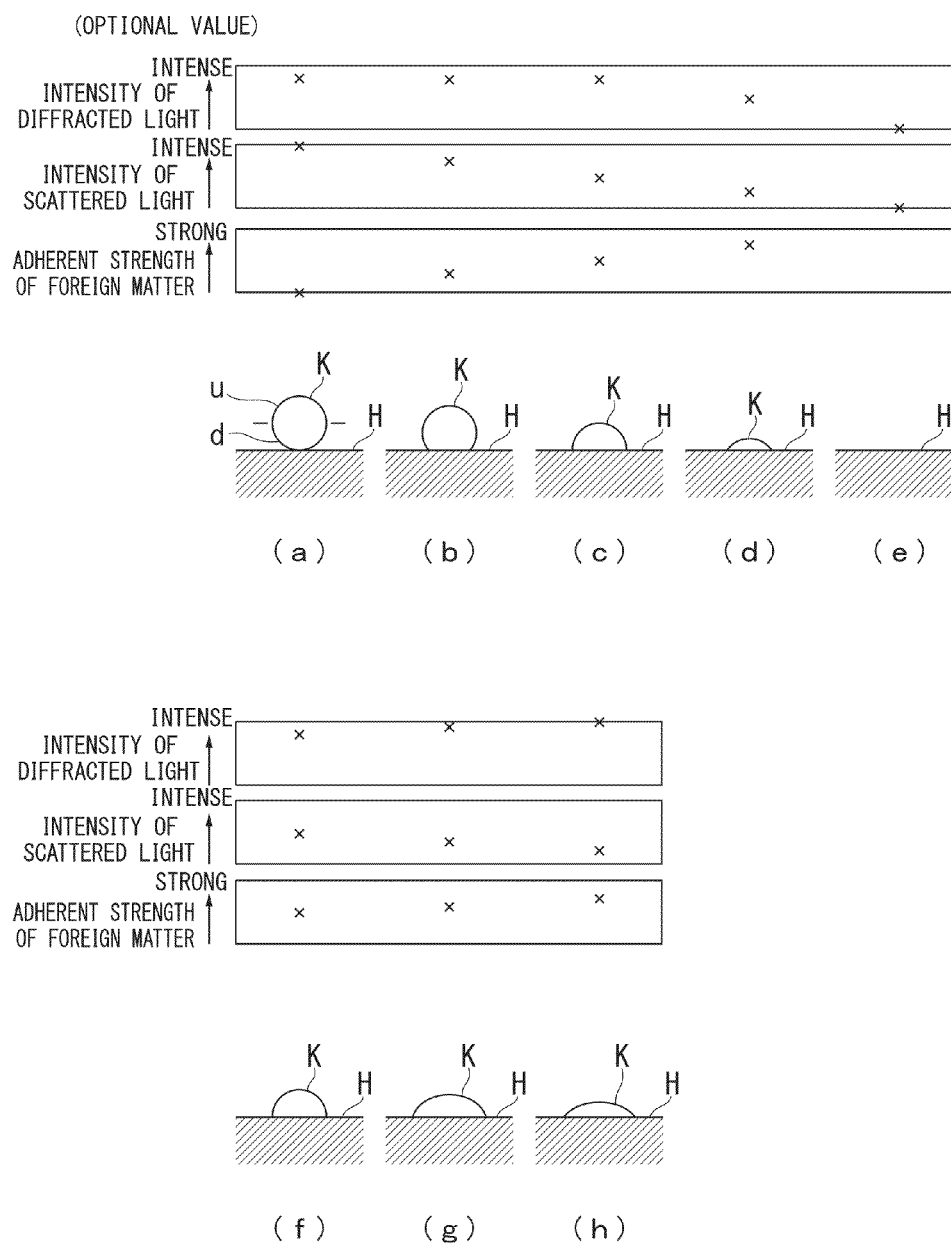 (OPTIONAL VALUE)
INTENSE
INTENSITY OF
DIFFRACTED LIGHT
INTENSE
INTENSITY OF
SCATTERED LIGHT
STRONG
ADHERENT STRENGTH
OF FOREIGN MATTER
K K K K
u d H H H H H
(a) (b) (c) (d) (e)
INTENSE
INTENSITY OF
DIFFRACTED LIGHT
INTENSE
INTENSITY OF
SCATTERED LIGHT
STRONG
ADHERENT STRENGTH
OF FOREIGN MATTER
K K K
H H H
(f) (g) (h)